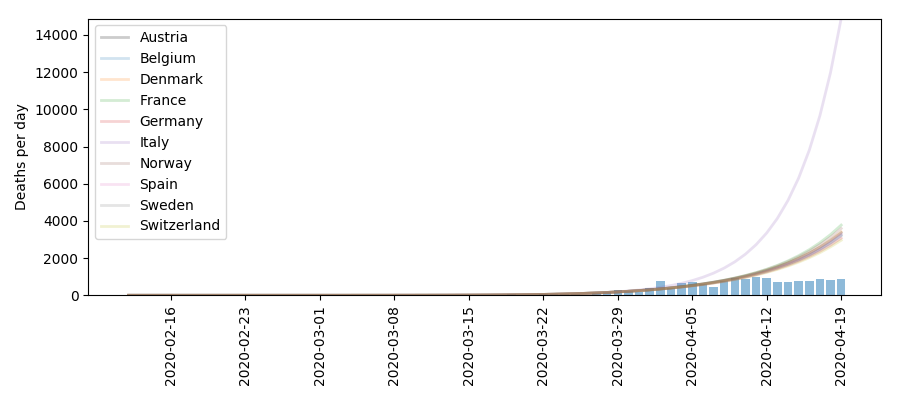 Deaths per day
14000
12000
10000
8000
6000
4000
2000
0
Austria
Belgium
Denmark
France
Germany
Italy
Norway
Spain
Sweden
Switzerland
2020-02-16
2020-02-23
2020-03-01
2020-03-08
2020-03-15
2020-03-22
2020-03-29
2020-04-05
2020-04-12
2020-04-19